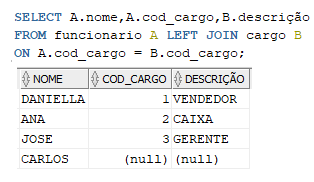 SELECT A.nome,A.cod_cargo,B.descrição
FROM funcionario A LEFT JOIN cargo B
ON A.cod_cargo = B.cod_cargo;
NOME COD_CARGO DESCRIÇÃO
DANIELLA 1 VENDEDOR
ANA 2 CAIXA
JOSE 3 GERENTE
CARLOS (null) (null)